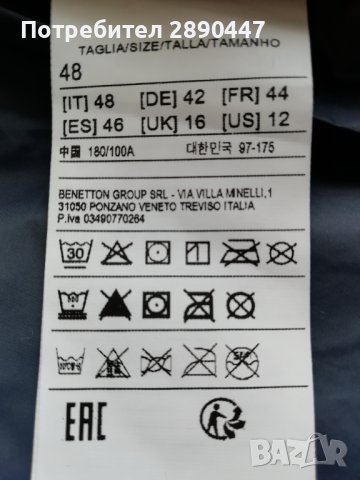 Потребител 2890447
TAGLIA/SIZE/TALLA/TAMANHO
48
[IT] 48 [DE] 42 [FR] 44
[ES] 46 [UK] 16 [US] 12
中国 180/100A 대한민국 97-175
BENETTON GROUP SRL - VIA VILLA MINELLI,1
31050 PONZANO VENETO TREVISO ITALIA
P.iva 03490770264
30
EAC
BAZAR